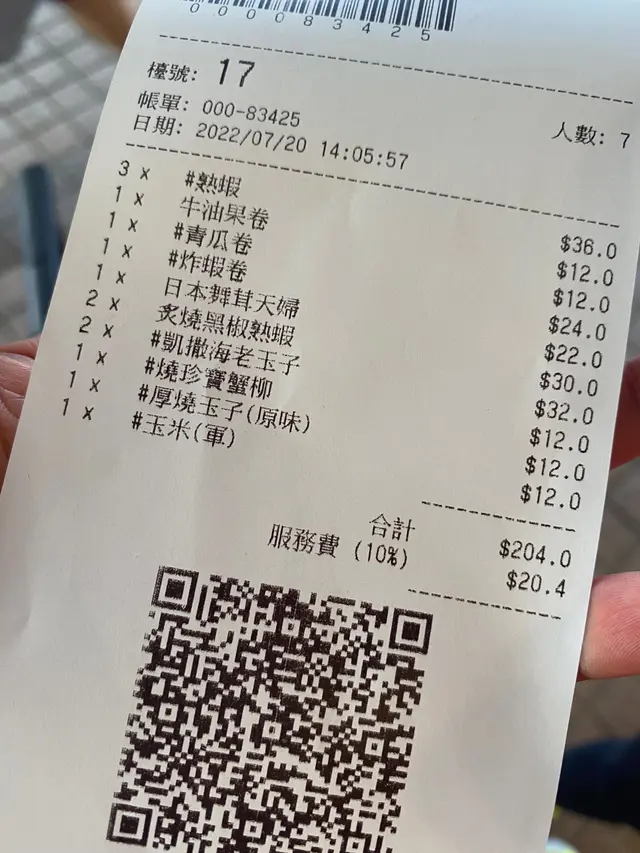 000083425
檯號: 17
人數: 7
帳單: 000-83425
日期: 2022/07/20 14:05:57
3 x #熟蝦 $36.0
1 x 牛油果卷 $12.0
1 x #青瓜卷 $12.0
1 x #炸蝦卷 $24.0
1 x 日本舞茸天婦 $22.0
2 x 炙燒黑椒熟蝦 $30.0
2 x #凱撒海老玉子 $32.0
1 x #燒珍寶蟹柳 $12.0
1 x #厚燒玉子(原味) $12.0
1 x #玉米(軍) $12.0
合計 $204.0
服務費 (10%) $20.4